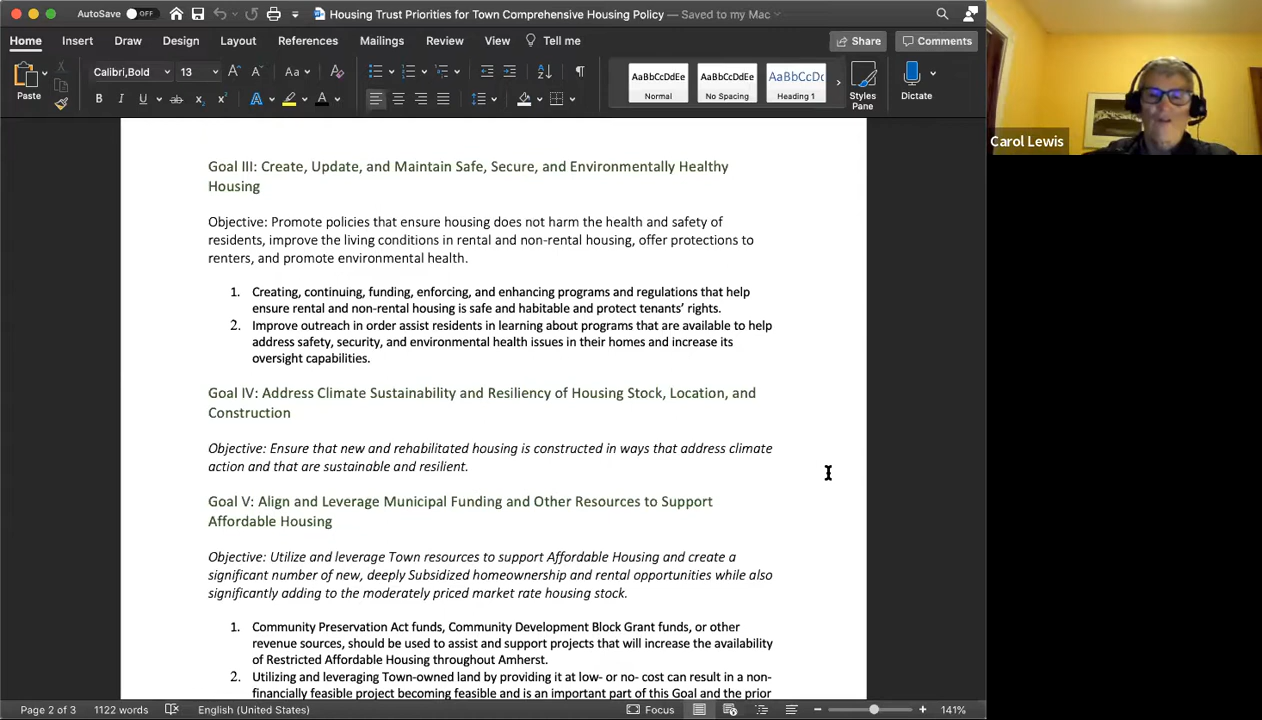 AutoSave OFF
Housing Trust Priorities for Town Comprehensive Housing Policy — Saved to my Mac
Home Insert Draw Design Layout References Mailings Review View Tell me Share Comments
Paste
Calibri,Bold 13
AaBbCcDdEe AaBbCcDdEe AaBbCcDc
Normal No Spacing Heading 1
Styles Pane
Dictate
Carol Lewis
Goal III: Create, Update, and Maintain Safe, Secure, and Environmentally Healthy
Housing
Objective: Promote policies that ensure housing does not harm the health and safety of
residents, improve the living conditions in rental and non-rental housing, offer protections to
renters, and promote environmental health.
1. Creating, continuing, funding, enforcing, and enhancing programs and regulations that help
ensure rental and non-rental housing is safe and habitable and protect tenants’ rights.
2. Improve outreach in order assist residents in learning about programs that are available to help
address safety, security, and environmental health issues in their homes and increase its
oversight capabilities.
Goal IV: Address Climate Sustainability and Resiliency of Housing Stock, Location, and
Construction
Objective: Ensure that new and rehabilitated housing is constructed in ways that address climate
action and that are sustainable and resilient.
Goal V: Align and Leverage Municipal Funding and Other Resources to Support
Affordable Housing
Objective: Utilize and leverage Town resources to support Affordable Housing and create a
significant number of new, deeply Subsidized homeownership and rental opportunities while also
significantly adding to the moderately priced market rate housing stock.
1. Community Preservation Act funds, Community Development Block Grant funds, or other
revenue sources, should be used to assist and support projects that will increase the availability
of Restricted Affordable Housing throughout Amherst.
2. Utilizing and leveraging Town-owned land by providing it at low- or no- cost can result in a non-
financially feasible project becoming feasible and is an important part of this Goal and the prior
Page 2 of 3 1122 words English (United States) Focus 141%